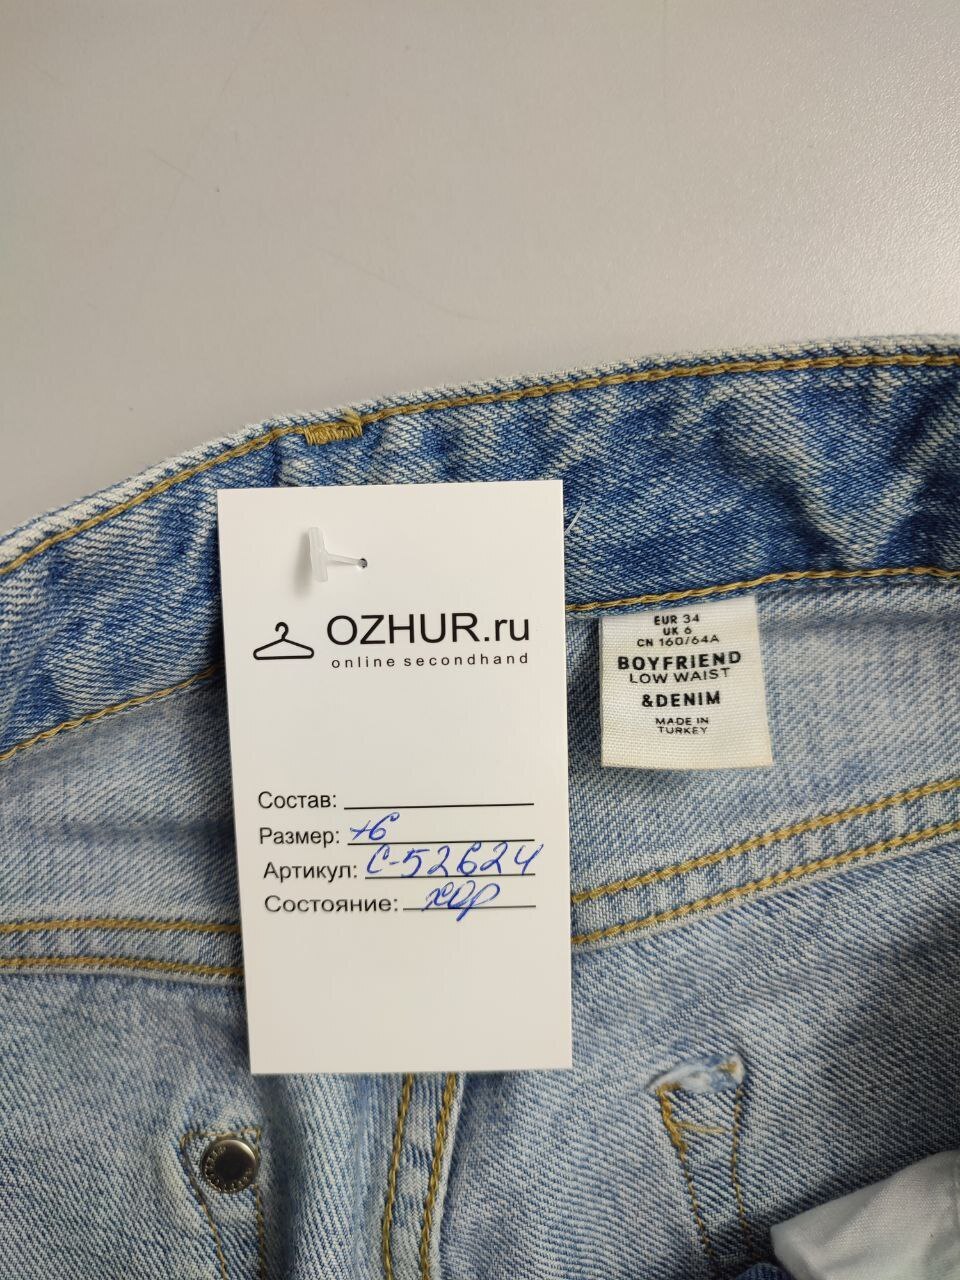 OZHUR.ru
online secondhand
Состав:
Размер: +6
Артикул: С-52624
Состояние: хор
EUR 34
UK 6
CN 160/64A
BOYFRIEND
LOW WAIST
&DENIM
MADE IN
TURKEY